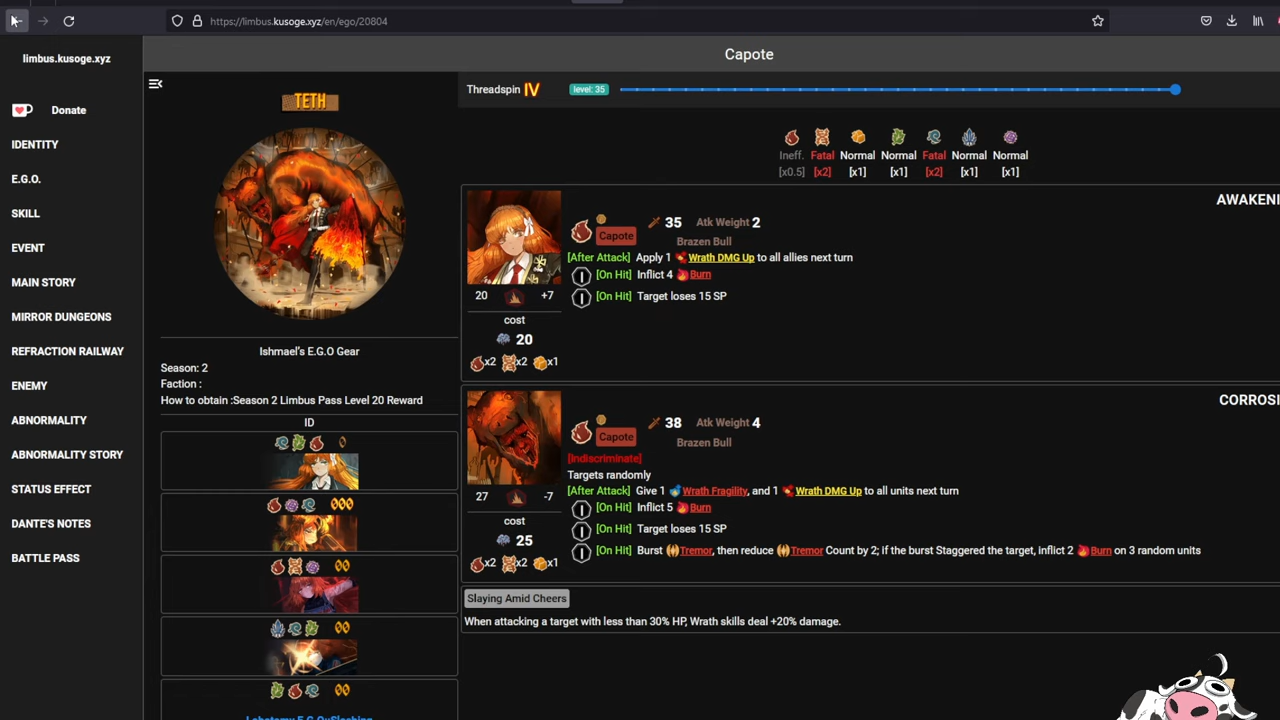 https://limbus.kusoge.xyz/en/ego/20804
limbus.kusoge.xyz
Donate
IDENTITY
E.G.O.
SKILL
EVENT
MAIN STORY
MIRROR DUNGEONS
REFRACTION RAILWAY
ENEMY
ABNORMALITY
ABNORMALITY STORY
STATUS EFFECT
DANTE'S NOTES
BATTLE PASS
Capote
TETH
Ishmael's E.G.O Gear
Season: 2
Faction :
How to obtain :Season 2 Limbus Pass Level 20 Reward
ID
Threadspin IV level: 35
Ineff. Fatal Normal Normal Fatal Normal Normal
[x0.5] [x2] [x1] [x1] [x2] [x1] [x1]
AWAKENI
Capote 35 Atk Weight 2
Brazen Bull
[After Attack] Apply 1 Wrath DMG Up to all allies next turn
I [On Hit] Inflict 4 Burn
I [On Hit] Target loses 15 SP
20 +7
cost
20
x2 x2 x1
CORROSI
Capote 38 Atk Weight 4
Brazen Bull
[Indiscriminate]
Targets randomly
[After Attack] Give 1 Wrath Fragility, and 1 Wrath DMG Up to all units next turn
I [On Hit] Inflict 5 Burn
I [On Hit] Target loses 15 SP
I [On Hit] Burst Tremor, then reduce Tremor Count by 2; if the burst Staggered the target, inflict 2 Burn on 3 random units
27 -7
cost
25
x2 x2 x1
Slaying Amid Cheers
When attacking a target with less than 30% HP, Wrath skills deal +20% damage.